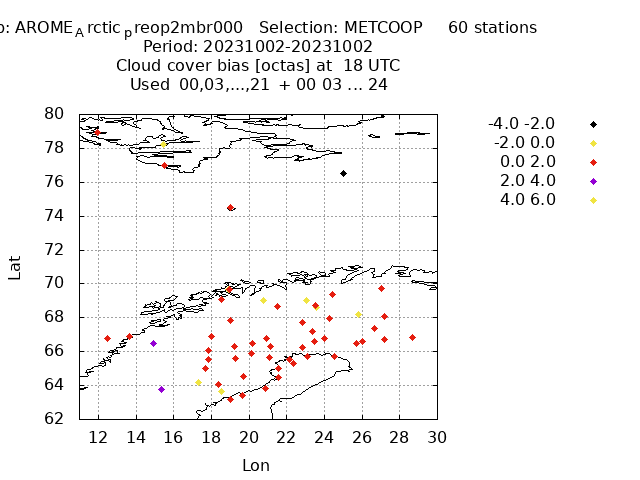 p: AROME_Arctic_preop2mbr000 Selection: METCOOP 60 stations
Period: 20231002-20231002
Cloud cover bias [octas] at 18 UTC
Used 00,03,...,21 + 00 03 ... 24
-4.0 -2.0
-2.0 0.0
0.0 2.0
2.0 4.0
4.0 6.0
80
78
76
74
72
70
68
66
64
62
Lat
12 14 16 18 20 22 24 26 28 30
Lon